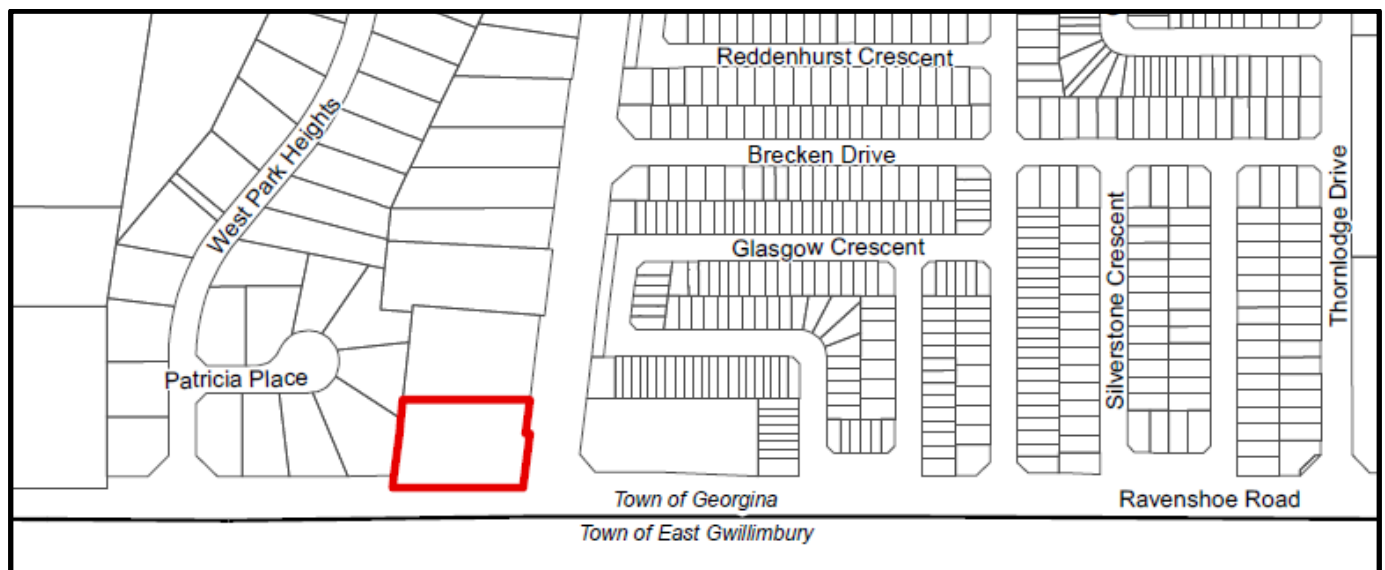 Reddenhurst Crescent
West Park Heights
Brecken Drive
Thornlodge Drive
Silverstone Crescent
Glasgow Crescent
Patricia Place
Town of Georgina
Ravenshoe Road
Town of East Gwillimbury